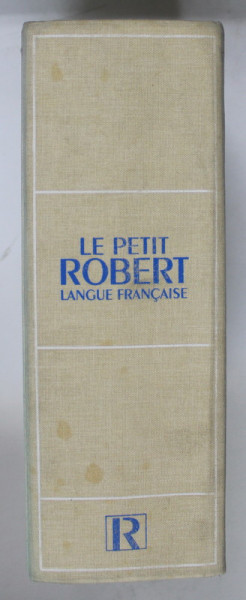 LE PETIT
ROBERT
LANGUE FRANÇAISE
R